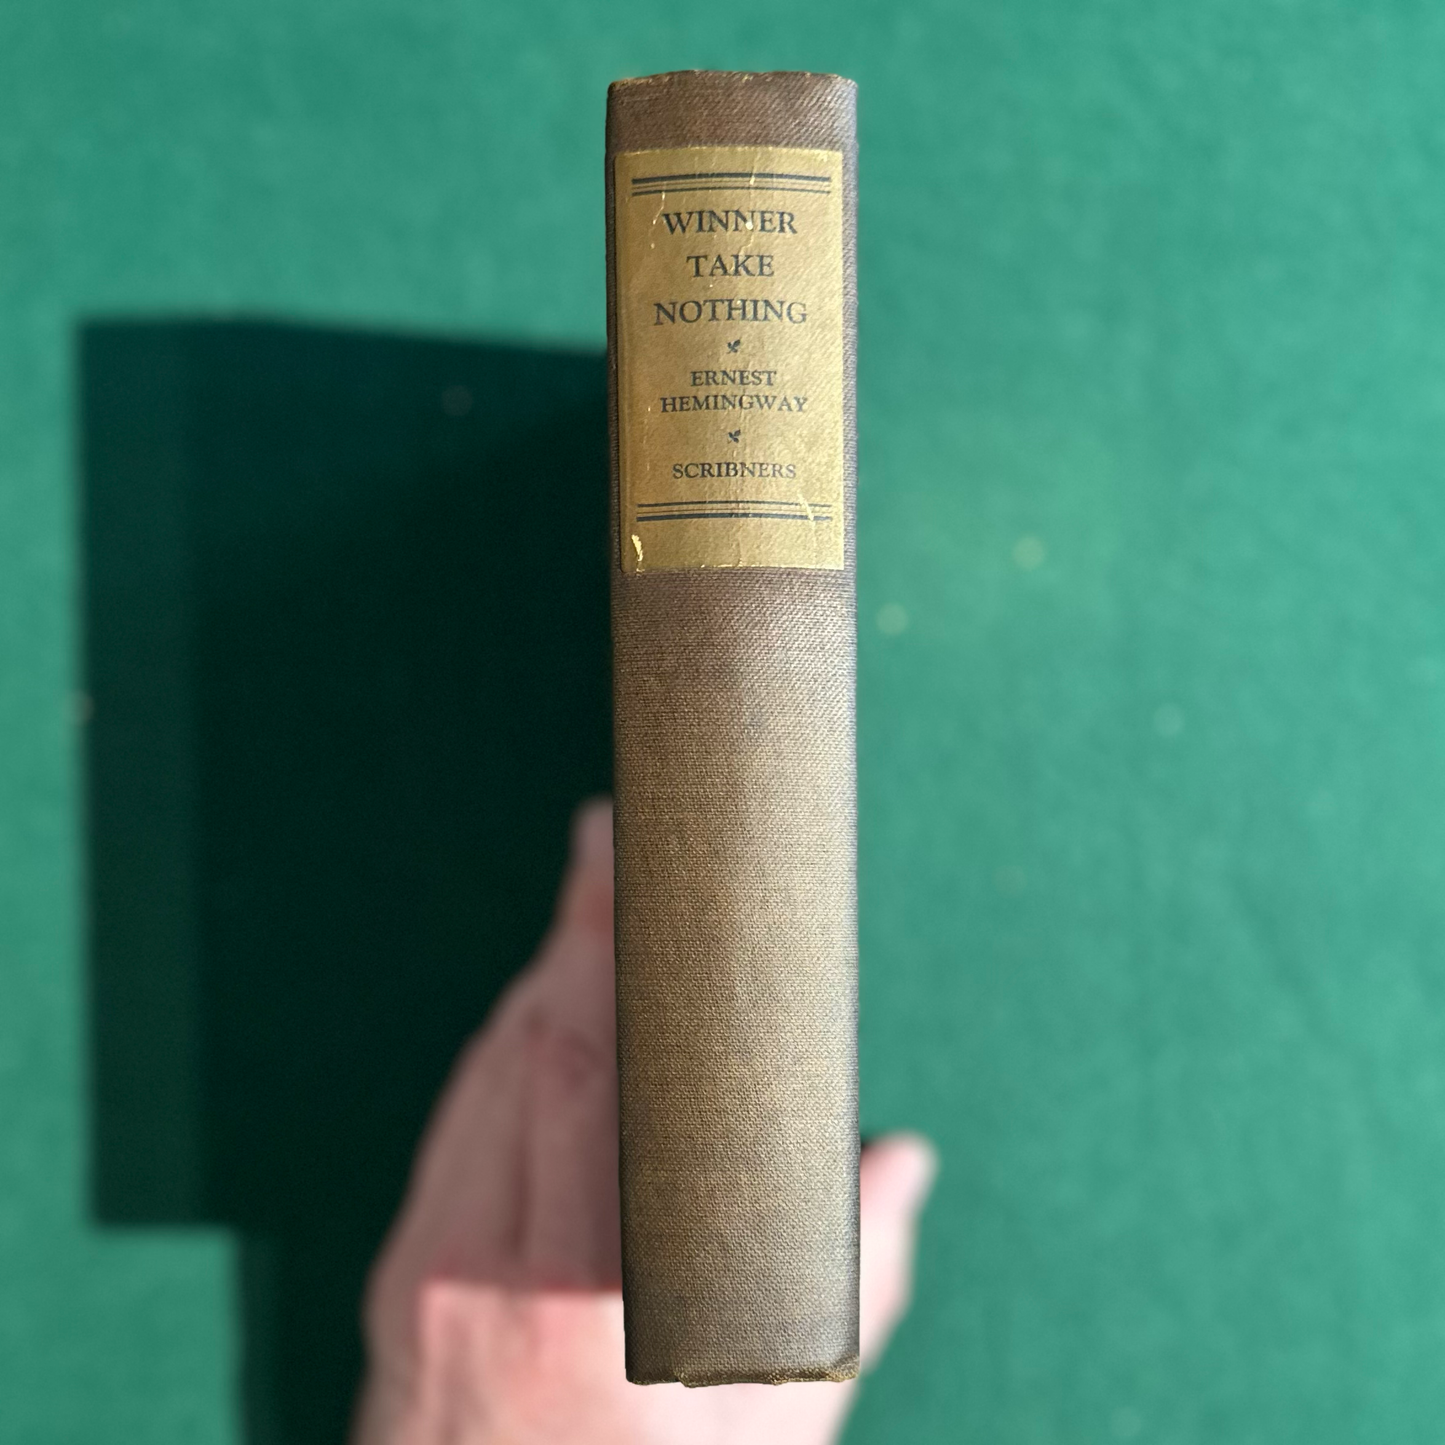 WINNER
TAKE
NOTHING
ERNEST
HEMINGWAY
SCRIBNERS